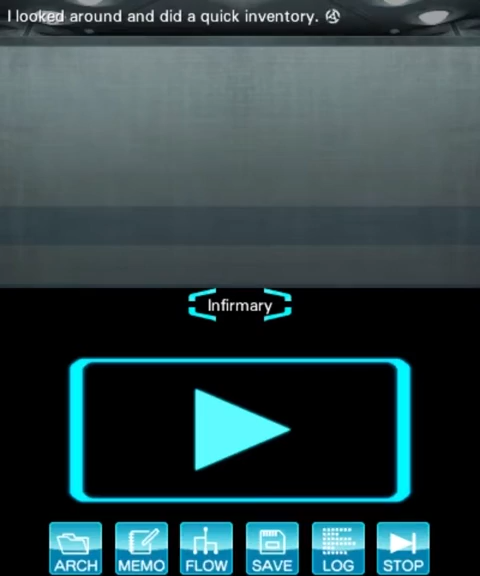 I looked around and did a quick inventory.
Infirmary
ARCH MEMO FLOW SAVE LOG STOP